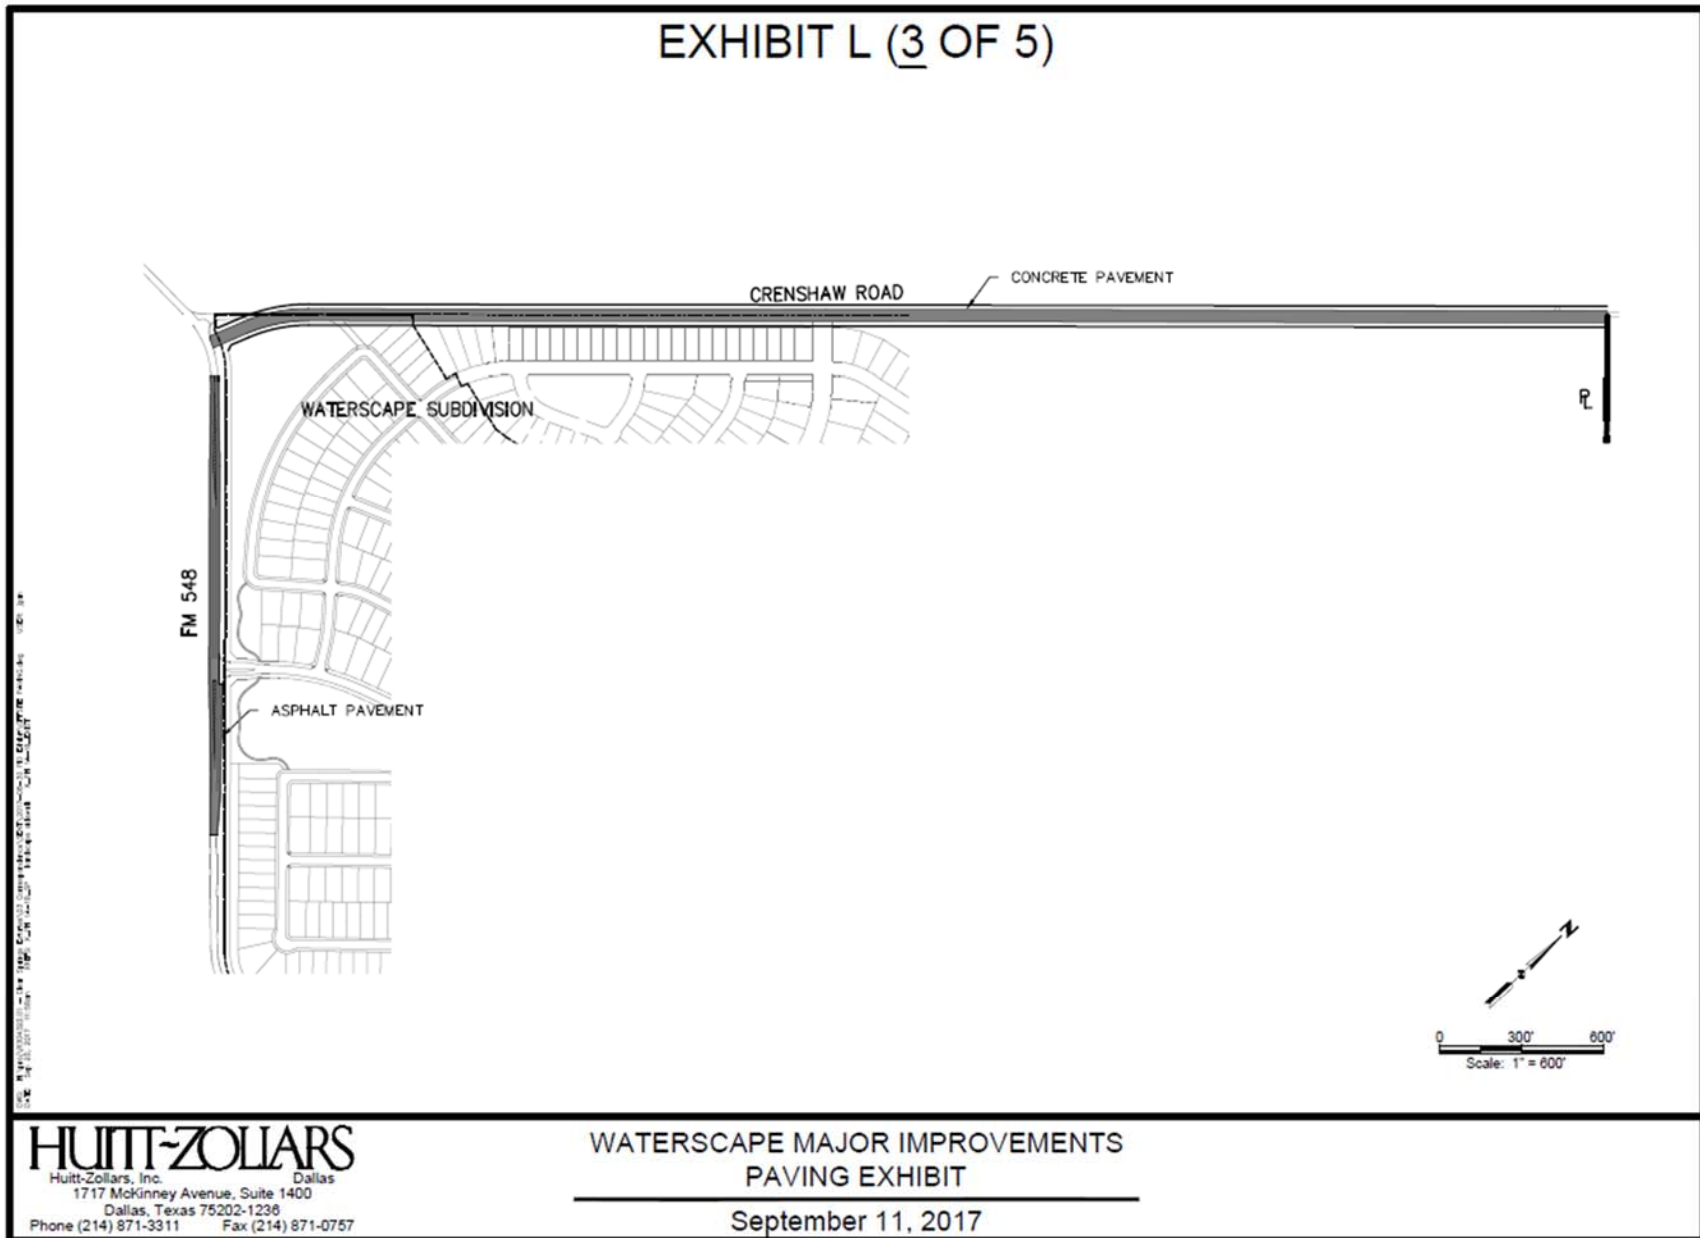 EXHIBIT L (3 OF 5)
CRENSHAW ROAD
CONCRETE PAVEMENT
PL
WATERSCAPE SUBDIVISION
FM 548
ASPHALT PAVEMENT
N
0 300' 600'
Scale: 1" = 600'
HUITT-ZOLLARS
Huitt-Zollars, Inc. Dallas
1717 McKinney Avenue, Suite 1400
Dallas, Texas 75202-1236
Phone (214) 871-3311 Fax (214) 871-0757
WATERSCAPE MAJOR IMPROVEMENTS
PAVING EXHIBIT
September 11, 2017